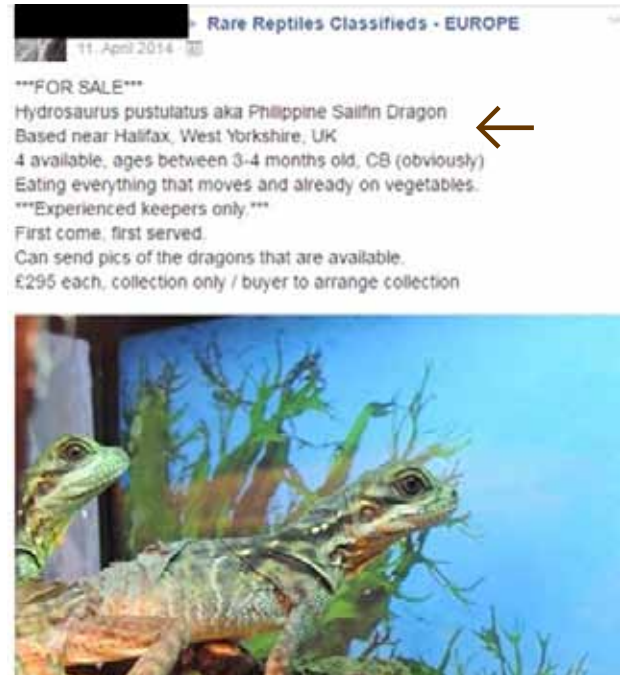 Rare Reptiles Classifieds - EUROPE
11. April 2014
***FOR SALE***
Hydrosaurus pustulatus aka Philippine Sailfin Dragon
Based near Halifax, West Yorkshire, UK
4 available, ages between 3-4 months old, CB (obviously)
Eating everything that moves and already on vegetables.
***Experienced keepers only.***
First come, first served.
Can send pics of the dragons that are available.
£295 each, collection only / buyer to arrange collection